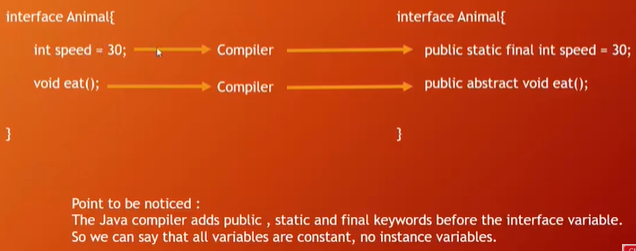 interface Animal{
int speed = 30; Compiler
void eat(); Compiler
}
interface Animal{
public static final int speed = 30;
public abstract void eat();
}
Point to be noticed :
The Java compiler adds public , static and final keywords before the interface variable.
So we can say that all variables are constant, no instance variables.